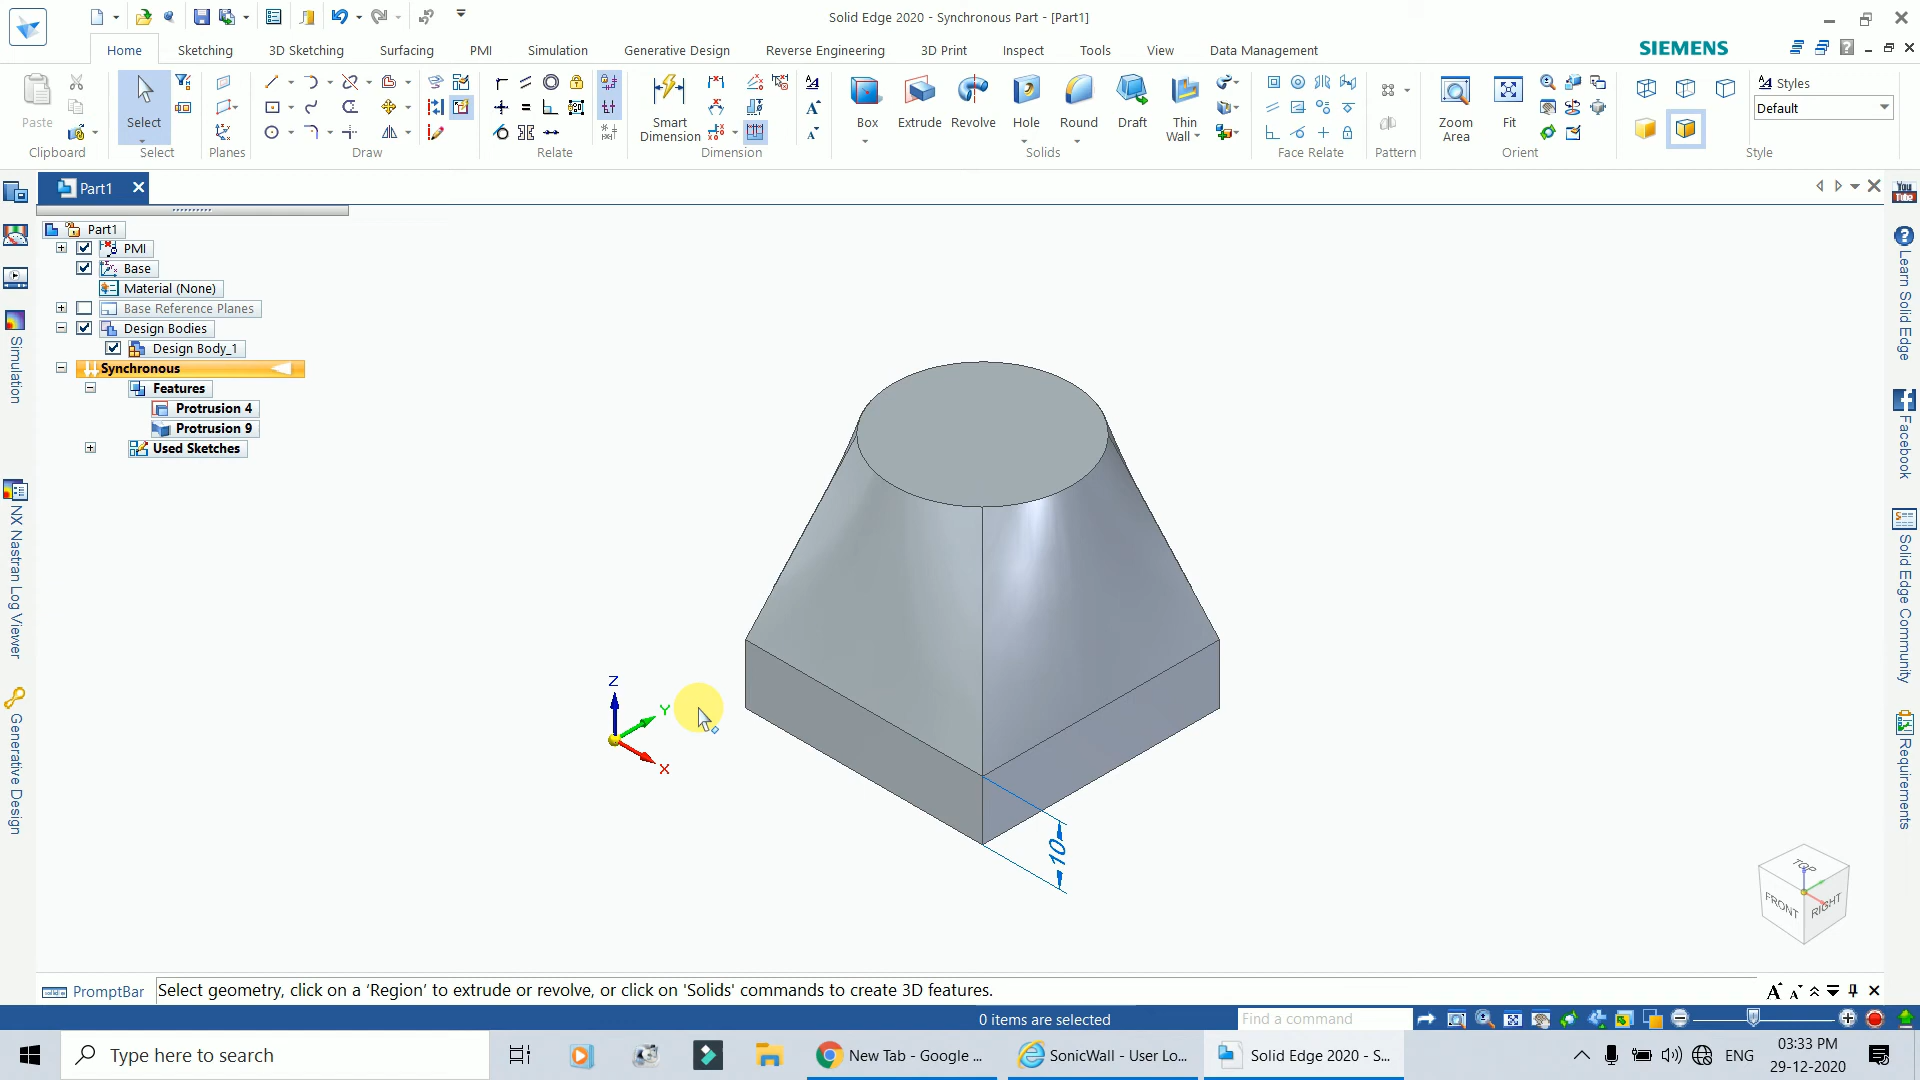 Solid Edge 2020 - Synchronous Part - [Part1]
Home
Sketching
3D Sketching
Surfacing
PMI
Simulation
Generative Design
Reverse Engineering
3D Print
Inspect
Tools
View
Data Management
SIEMENS
Paste
Clipboard
Select
Select
Planes
Draw
Relate
Smart Dimension
Dimension
Box
Extrude
Revolve
Hole
Round
Draft
Thin Wall
Solids
Face Relate
Pattern
Zoom Area
Fit
Orient
Styles
Default
Style
Part1
Part1
PMI
Base
Material (None)
Base Reference Planes
Design Bodies
Design Body_1
Synchronous
Features
Protrusion 4
Protrusion 9
Used Sketches
Simulation
NX Nastran Log Viewer
Generative Design
You Tube
Learn Solid Edge
Facebook
Solid Edge Community
Requirements
Z
Y
X
10
TOP
FRONT
RIGHT
PromptBar
Select geometry, click on a 'Region' to extrude or revolve, or click on 'Solids' commands to create 3D features.
0 items are selected
Find a command
Type here to search
New Tab - Google ...
SonicWall - User Lo...
Solid Edge 2020 - S...
ENG
03:33 PM
29-12-2020